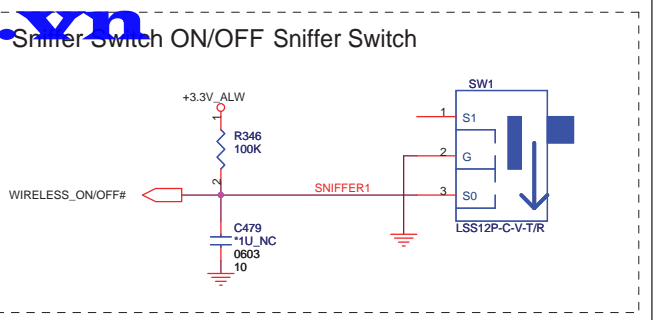 .vn
Sniffer Switch ON/OFF Sniffer Switch
SW1
+3.3V_ALW
1
R346
100K
2
WIRELESS_ON/OFF#
SNIFFER1
C479
*1U_NC
0603
10
1
S1
2
G
3
S0
LSS12P-C-V-T/R